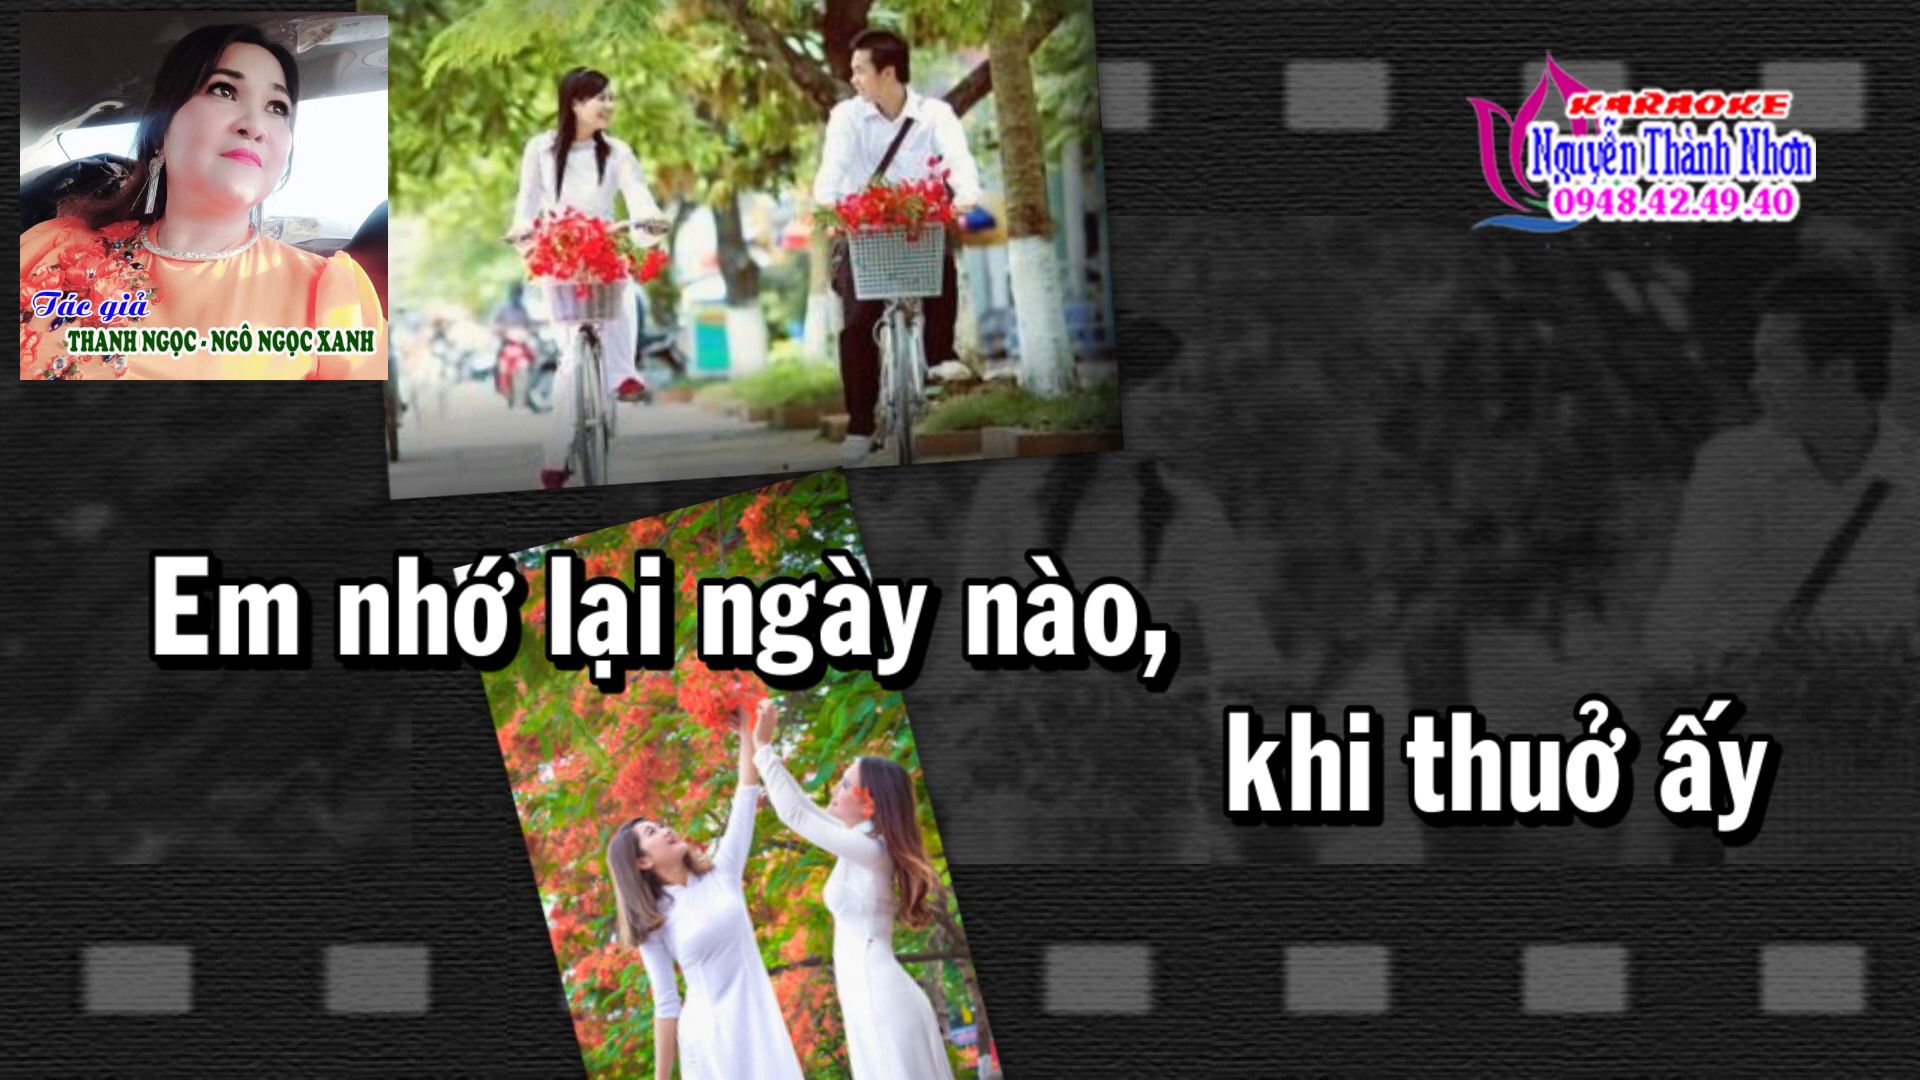 Tác giả
THANH NGỌC - NGÔ NGỌC XANH
KARAOKE
Nguyễn Thành Nhơn
0948.42.49.40
Em nhớ lại ngày nào,
khi thuở ấy